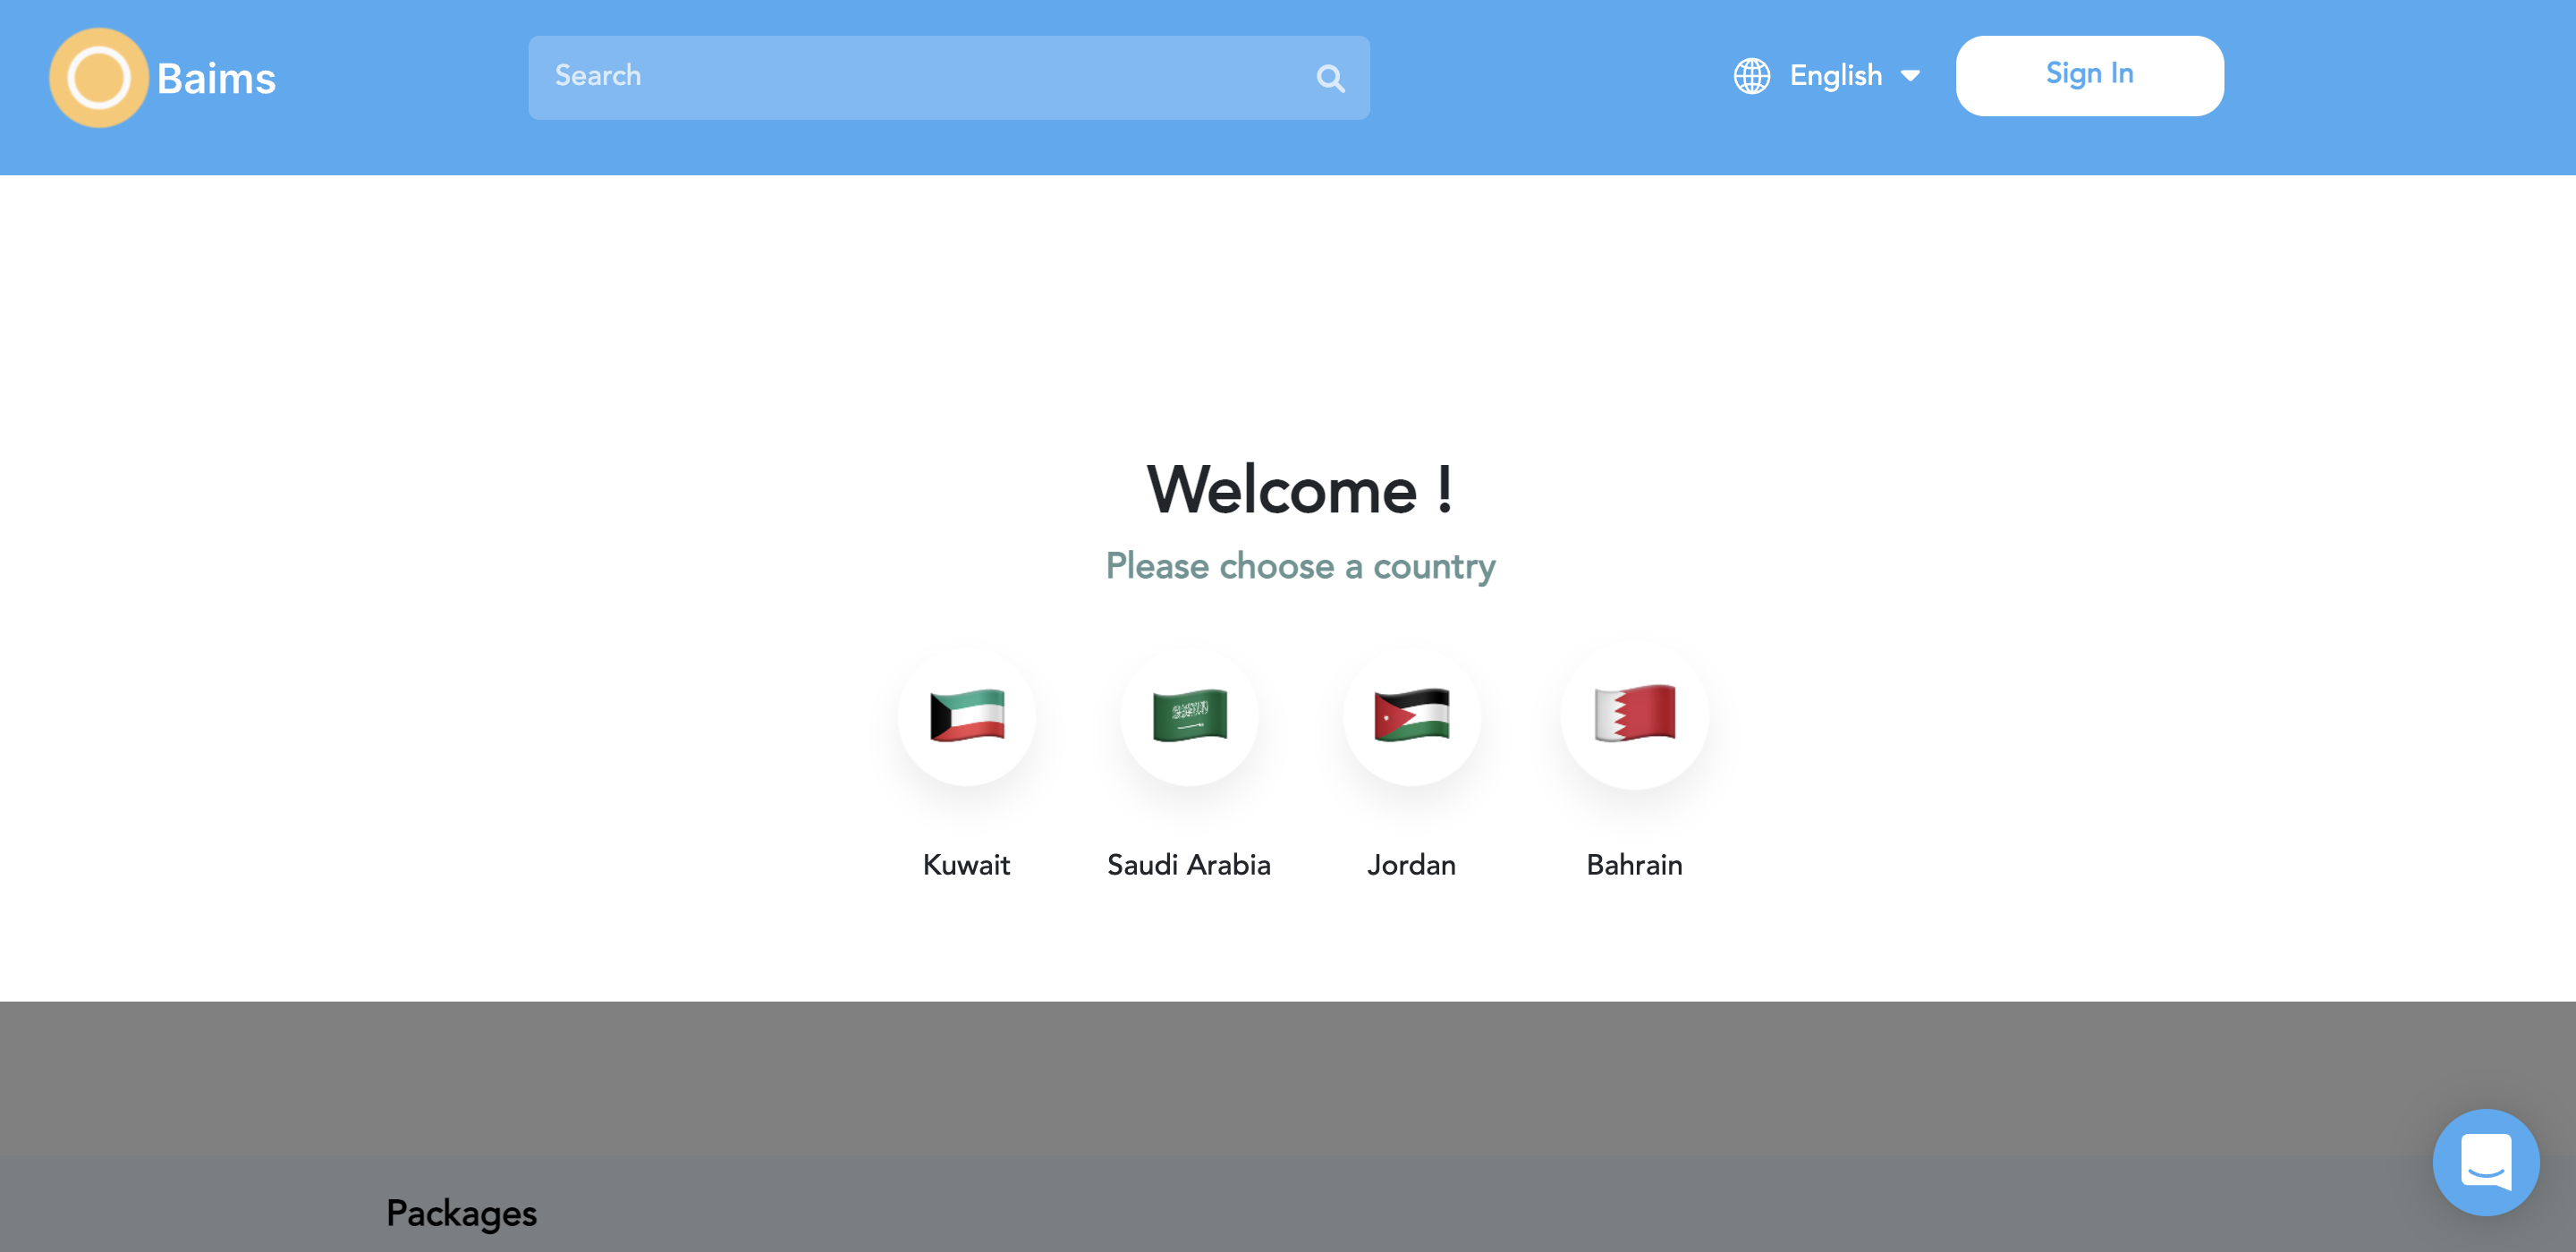 Baims
Search
English
Sign In
Welcome !
Please choose a country
Kuwait
Saudi Arabia
Jordan
Bahrain
Packages